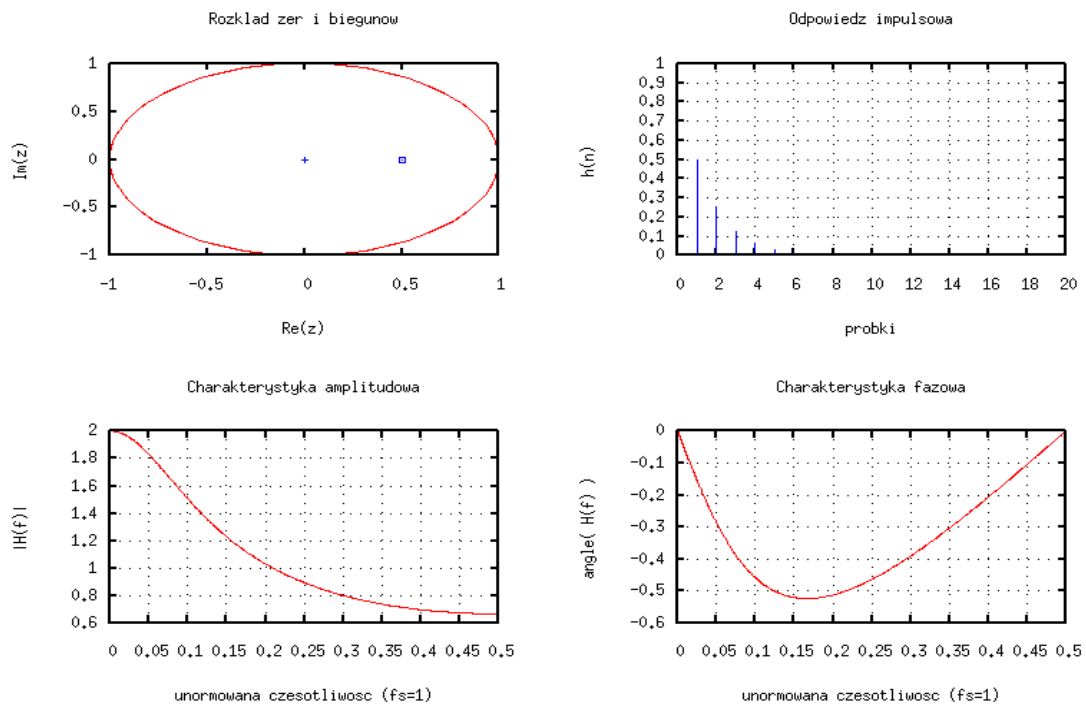 Rozklad zer i biegunow
Im(z)
1
0.5
0
-0.5
-1
-1 -0.5 0 0.5 1
Re(z)
Odpowiedz impulsowa
h(n)
1
0.9
0.8
0.7
0.6
0.5
0.4
0.3
0.2
0.1
0
0 2 4 6 8 10 12 14 16 18 20
probki
Charakterystyka amplitudowa
|H(f)|
2
1.8
1.6
1.4
1.2
1
0.8
0.6
0 0.05 0.1 0.15 0.2 0.25 0.3 0.35 0.4 0.45 0.5
unormowana czesotliwosc (fs=1)
Charakterystyka fazowa
angle( H(f) )
0
-0.1
-0.2
-0.3
-0.4
-0.5
-0.6
0 0.05 0.1 0.15 0.2 0.25 0.3 0.35 0.4 0.45 0.5
unormowana czesotliwosc (fs=1)